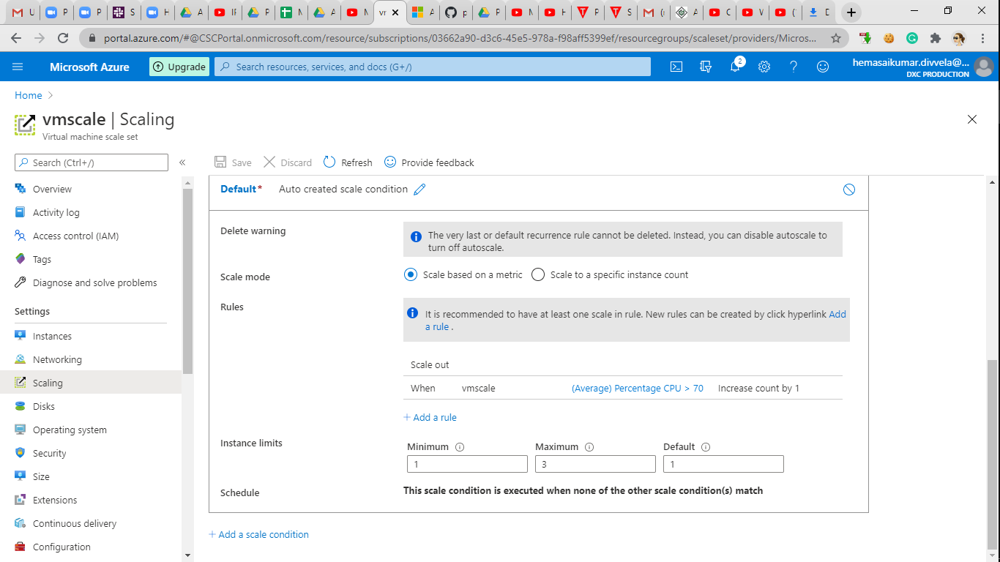 U
P
P
S
H
A
IF
P
N
A
N
vr
A
p
P
N
H
P
S
(
A
C
V
(
D
portal.azure.com/#@CSCPortal.onmicrosoft.com/resource/subscriptions/03662a90-d3c6-45e5-978a-f98aff5399ef/resourcegroups/scaleset/providers/Micros...
Microsoft Azure
Upgrade
Search resources, services, and docs (G+/)
2
hemasaikumar.divvela@...
DXC PRODUCTION
Home
vmscale | Scaling
Virtual machine scale set
Search (Ctrl+/)
«
Save
Discard
Refresh
Provide feedback
Overview
Activity log
Access control (IAM)
Tags
Diagnose and solve problems
Settings
Instances
Networking
Scaling
Disks
Operating system
Security
Size
Extensions
Continuous delivery
Configuration
Default* Auto created scale condition
Delete warning
The very last or default recurrence rule cannot be deleted. Instead, you can disable autoscale to
turn off autoscale.
Scale mode
Scale based on a metric
Scale to a specific instance count
Rules
It is recommended to have at least one scale in rule. New rules can be created by click hyperlink Add
a rule .
Scale out
When vmscale (Average) Percentage CPU > 70 Increase count by 1
+ Add a rule
Instance limits
Minimum Maximum Default
1 3 1
Schedule
This scale condition is executed when none of the other scale condition(s) match
+ Add a scale condition